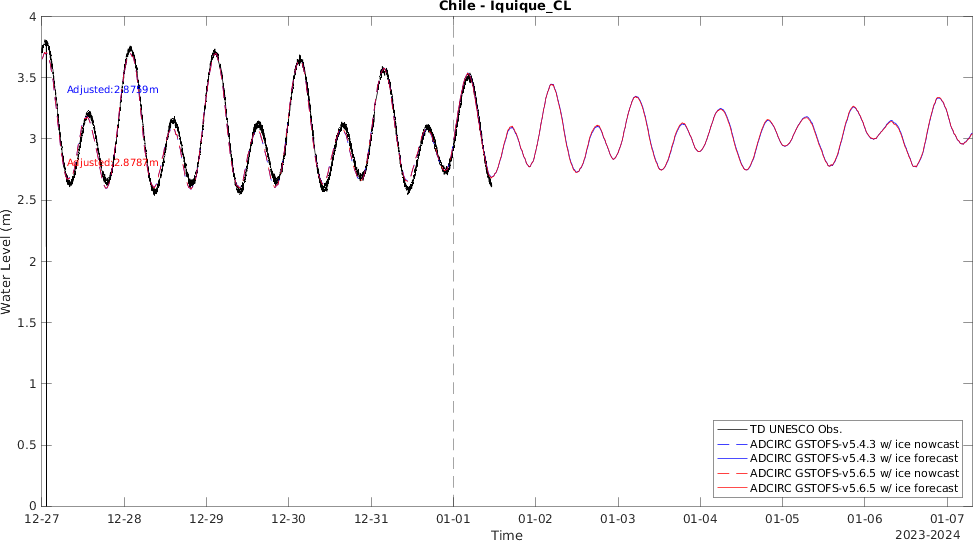 Chile - Iquique_CL
4
3.5
3
2.5
2
1.5
1
0.5
0
Water Level (m)
Adjusted:2.8759m
Adjusted:2.8787m
TD UNESCO Obs.
ADCIRC GSTOFS-v5.4.3 w/ ice nowcast
ADCIRC GSTOFS-v5.4.3 w/ ice forecast
ADCIRC GSTOFS-v5.6.5 w/ ice nowcast
ADCIRC GSTOFS-v5.6.5 w/ ice forecast
12-27 12-28 12-29 12-30 12-31 01-01 01-02 01-03 01-04 01-05 01-06 01-07
Time
2023-2024